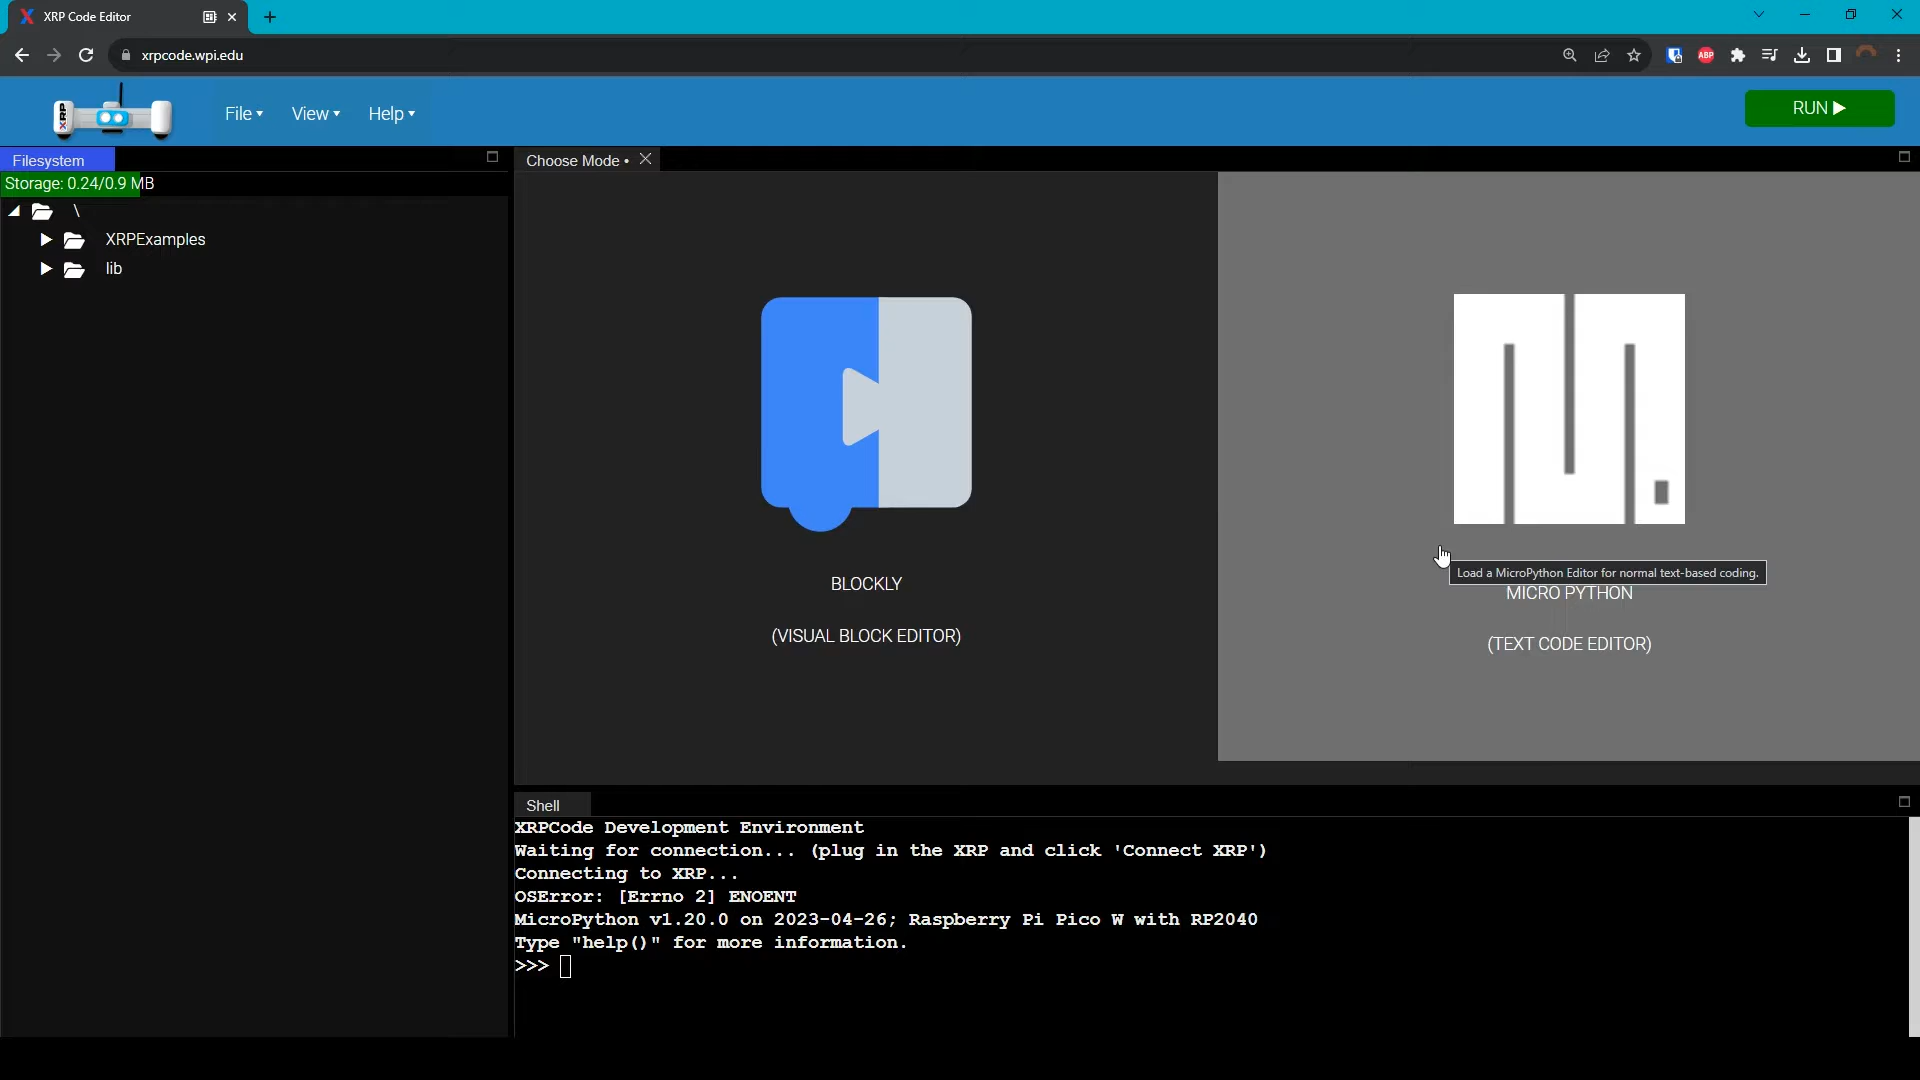 XRP Code Editor
xrpcode.wpi.edu
ABP
XRP
File
View
Help
RUN
Filesystem
Storage: 0.24/0.9 MB
\
XRPExamples
lib
Choose Mode •
BLOCKLY
(VISUAL BLOCK EDITOR)
Load a MicroPython Editor for normal text-based coding.
MICRO PYTHON
(TEXT CODE EDITOR)
Shell
XRPCode Development Environment
Waiting for connection... (plug in the XRP and click 'Connect XRP')
Connecting to XRP...
OSError: [Errno 2] ENOENT
MicroPython v1.20.0 on 2023-04-26; Raspberry Pi Pico W with RP2040
Type "help()" for more information.
>>>